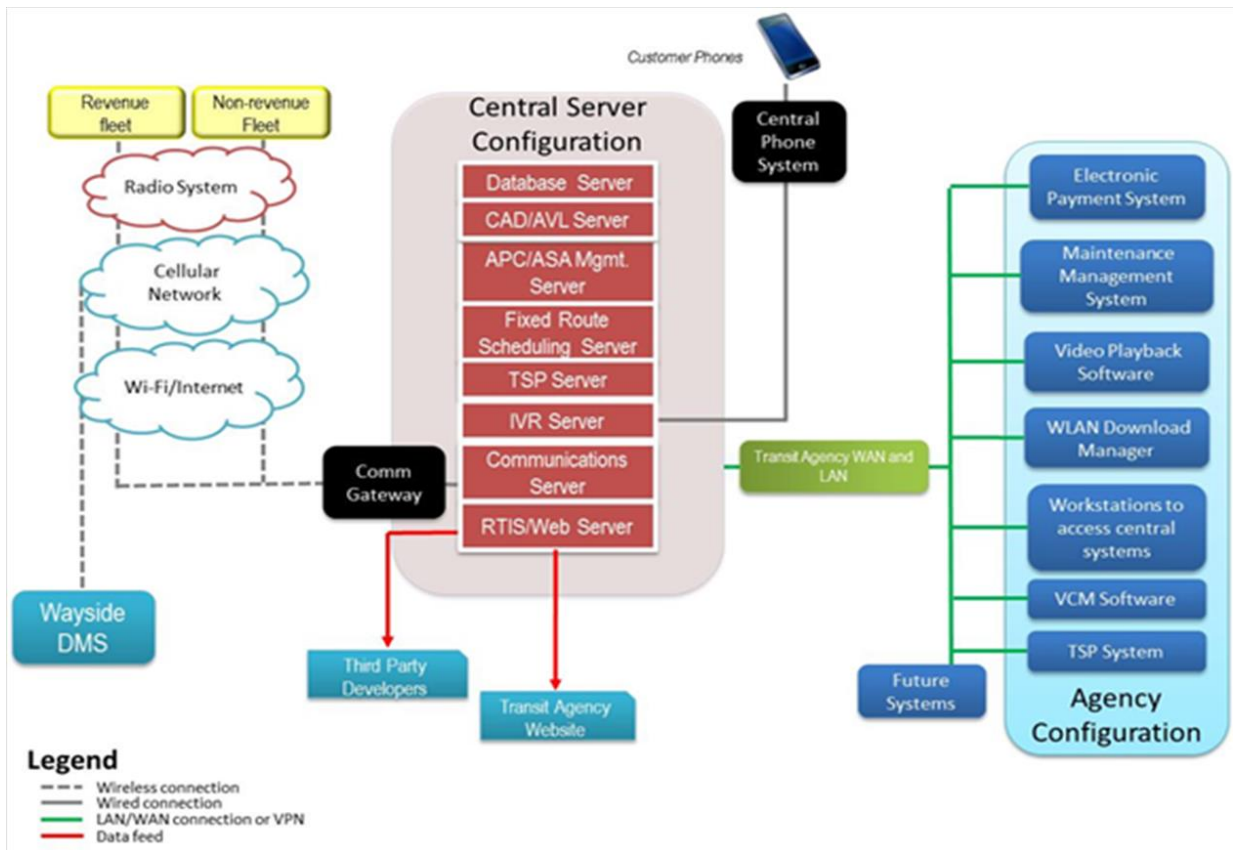 Customer Phones
Revenue
fleet
Non-revenue
Fleet
Radio System
Cellular
Network
Wi-Fi/Internet
Wayside
DMS
Comm
Gateway
Central Server
Configuration
Database Server
CAD/AVL Server
APC/ASA Mgmt.
Server
Fixed Route
Scheduling Server
TSP Server
IVR Server
Communications
Server
RTIS/Web Server
Third Party
Developers
Transit Agency
Website
Central
Phone
System
Transit Agency WAN and
LAN
Electronic
Payment System
Maintenance
Management
System
Video Playback
Software
WLAN Download
Manager
Workstations to
access central
systems
VCM Software
TSP System
Future
Systems
Agency
Configuration
Legend
Wireless connection
Wired connection
LAN/WAN connection or VPN
Data feed